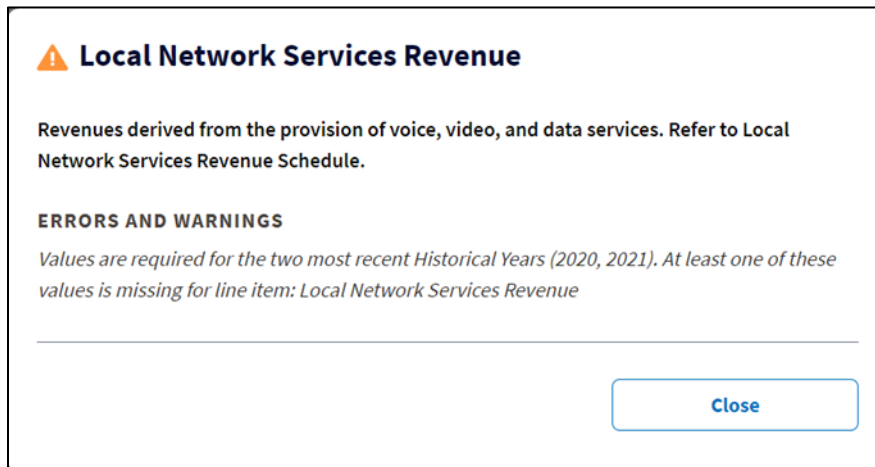 Local Network Services Revenue
Revenues derived from the provision of voice, video, and data services. Refer to Local
Network Services Revenue Schedule.
ERRORS AND WARNINGS
Values are required for the two most recent Historical Years (2020, 2021). At least one of these
values is missing for line item: Local Network Services Revenue
Close